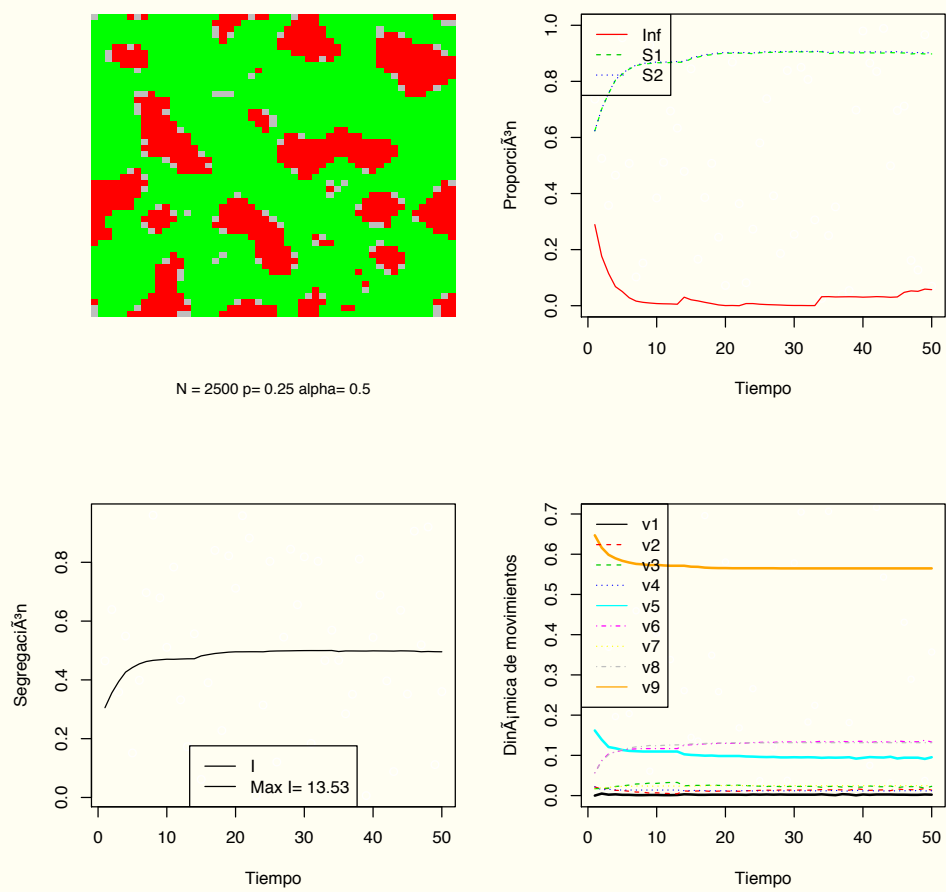 Inf
S1
S2
0.0
0.2
0.4
0.6
0.8
1.0
ProporciÃ³n
0
10
20
30
40
50
Tiempo
N = 2500 p= 0.25 alpha= 0.5
0.0
0.2
0.4
0.6
0.8
SegregaciÃ³n
I
Max I= 13.53
0
10
20
30
40
50
Tiempo
v1
v2
v3
v4
v5
v6
v7
v8
v9
0.0
0.1
0.2
0.3
0.4
0.5
0.6
0.7
DinÃ¡mica de movimientos
0
10
20
30
40
50
Tiempo